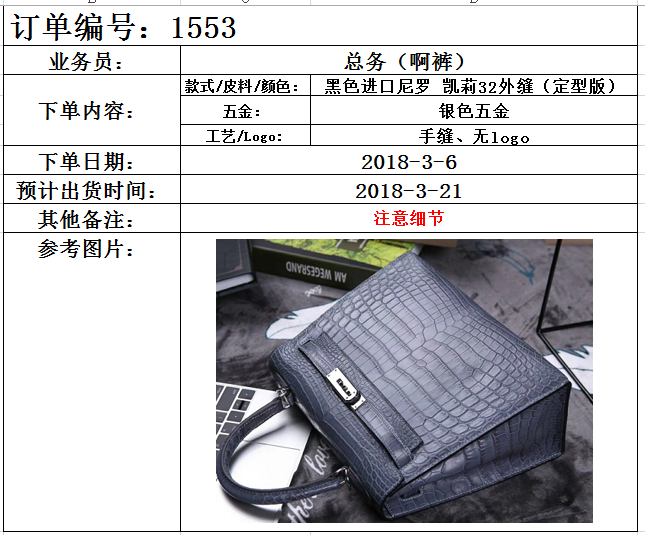 订单编号：1553
业务员：
总务（啊裤）
下单内容：
款式/皮料/颜色：
黑色进口尼罗 凯莉32外缝（定型版）
五金：
银色五金
工艺/Logo：
手缝、无logo
下单日期：
2018-3-6
预计出货时间：
2018-3-21
其他备注：
注意细节
参考图片：
AM WEGESRAND
love